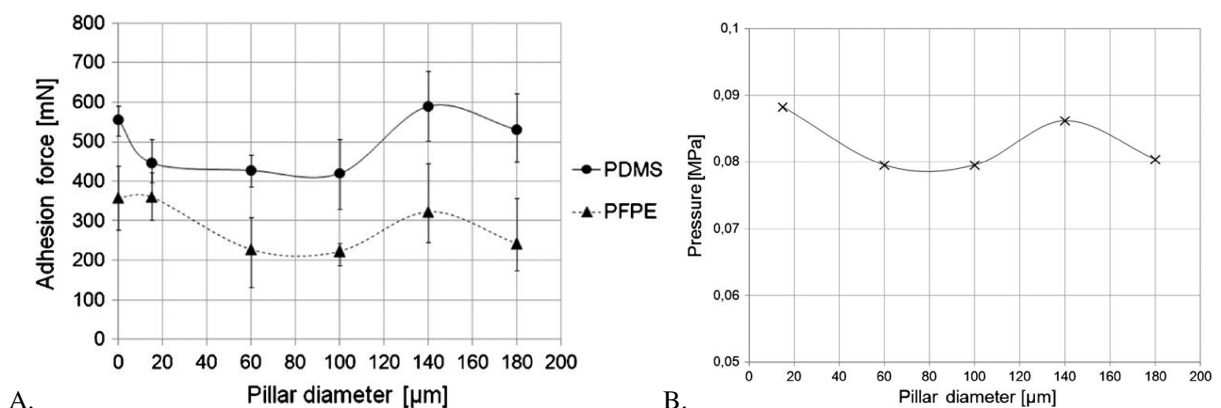 800
700
600
500
400
300
200
100
0
0 20 40 60 80 100 120 140 160 180 200
Adhesion force [mN]
Pillar diameter [µm]
PDMS
PFPE
A.
0,1
0,09
0,08
0,07
0,06
0,05
0 20 40 60 80 100 120 140 160 180 200
Pressure [MPa]
Pillar diameter [µm]
B.